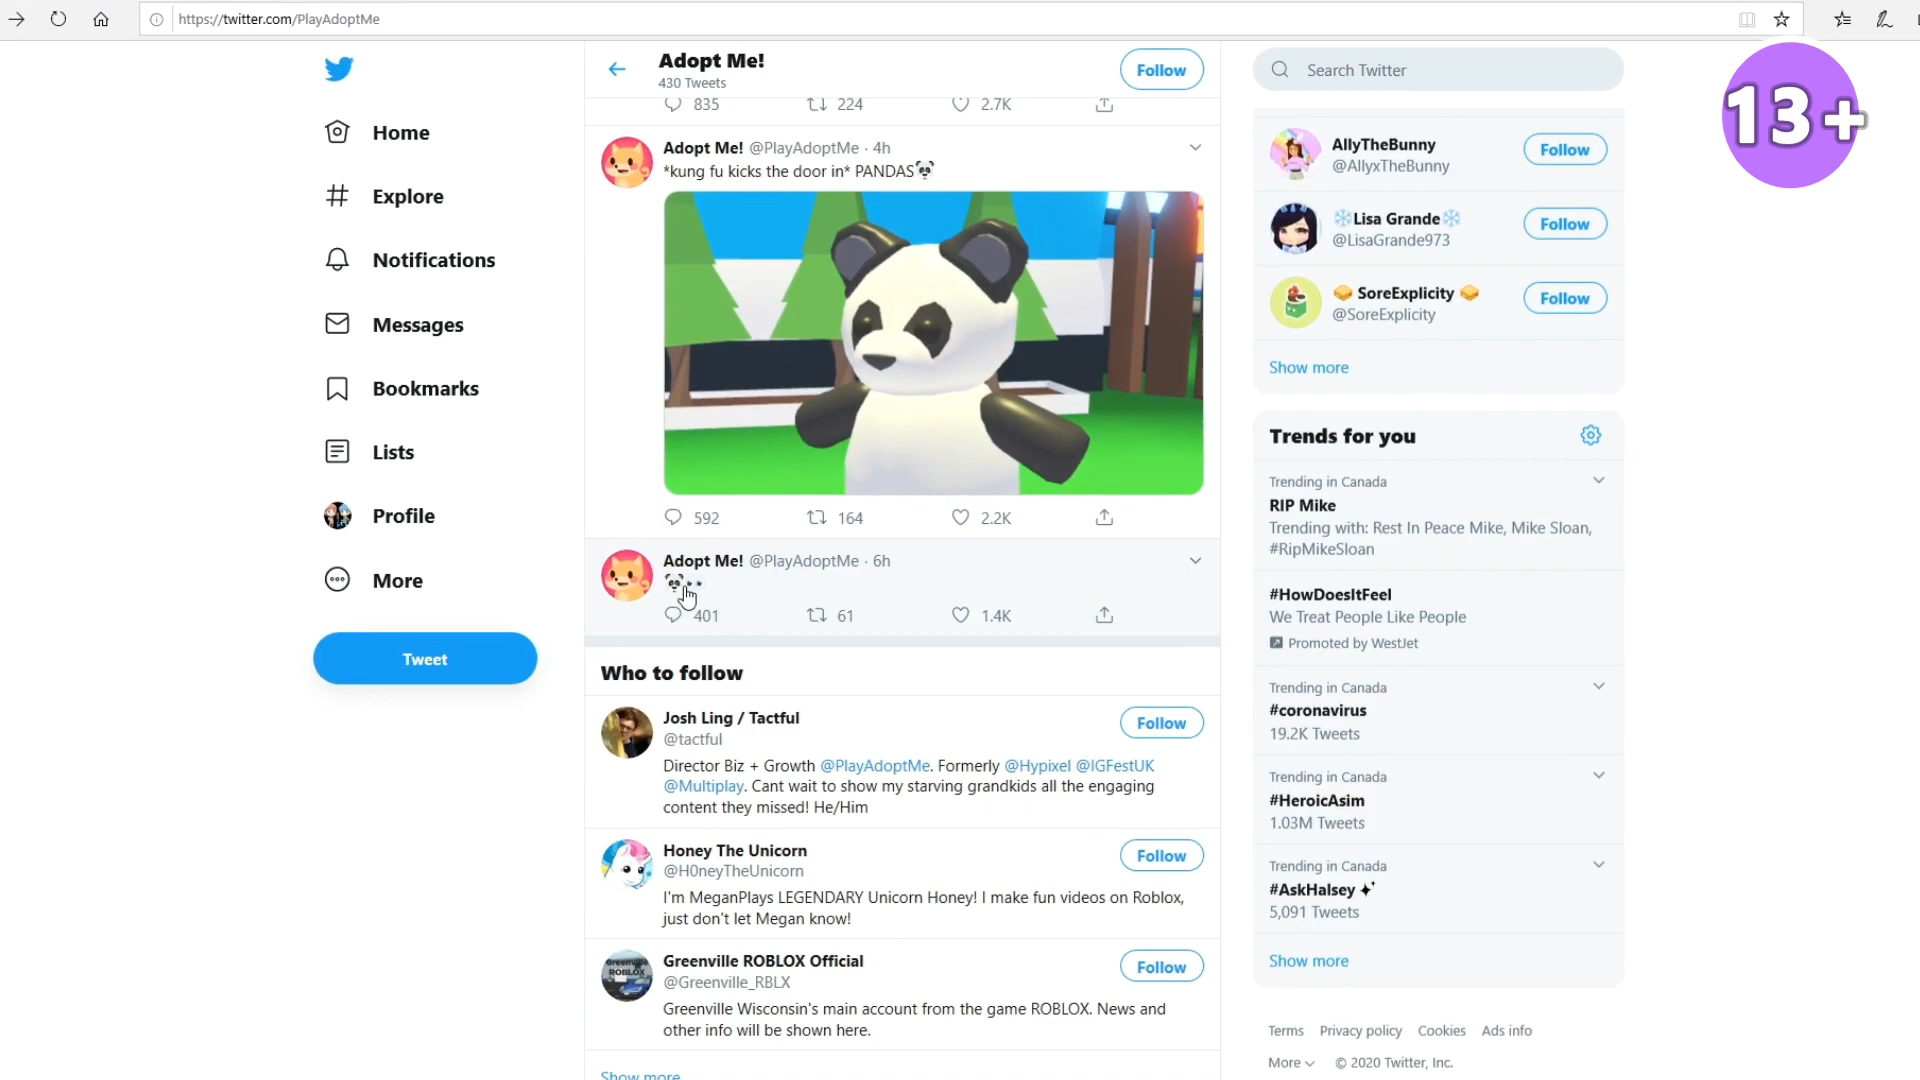 https://twitter.com/PlayAdoptMe
13+
Home
Explore
Notifications
Messages
Bookmarks
Lists
Profile
More
Tweet
Adopt Me!
430 Tweets
Follow
835 224 2.7K
Adopt Me! @PlayAdoptMe · 4h
*kung fu kicks the door in* PANDAS🐼
592 164 2.2K
Adopt Me! @PlayAdoptMe · 6h
🐼👀
401 61 1.4K
Who to follow
Josh Ling / Tactful
@tactful
Follow
Director Biz + Growth @PlayAdoptMe. Formerly @Hypixel @IGFestUK
@Multiplay. Cant wait to show my starving grandkids all the engaging
content they missed! He/Him
Honey The Unicorn
@H0neyTheUnicorn
Follow
I'm MeganPlays LEGENDARY Unicorn Honey! I make fun videos on Roblox,
just don't let Megan know!
Greenville ROBLOX Official
@Greenville_RBLX
Follow
Greenville Wisconsin's main account from the game ROBLOX. News and
other info will be shown here.
Show more
Search Twitter
AllyTheBunny
@AllyxTheBunny
Follow
❄Lisa Grande❄
@LisaGrande973
Follow
SoreExplicity
@SoreExplicity
Follow
Show more
Trends for you
Trending in Canada
RIP Mike
Trending with: Rest In Peace Mike, Mike Sloan,
#RipMikeSloan
#HowDoesItFeel
We Treat People Like People
Promoted by WestJet
Trending in Canada
#coronavirus
19.2K Tweets
Trending in Canada
#HeroicAsim
1.03M Tweets
Trending in Canada
#AskHalsey
5,091 Tweets
Show more
Terms Privacy policy Cookies Ads info
More © 2020 Twitter, Inc.